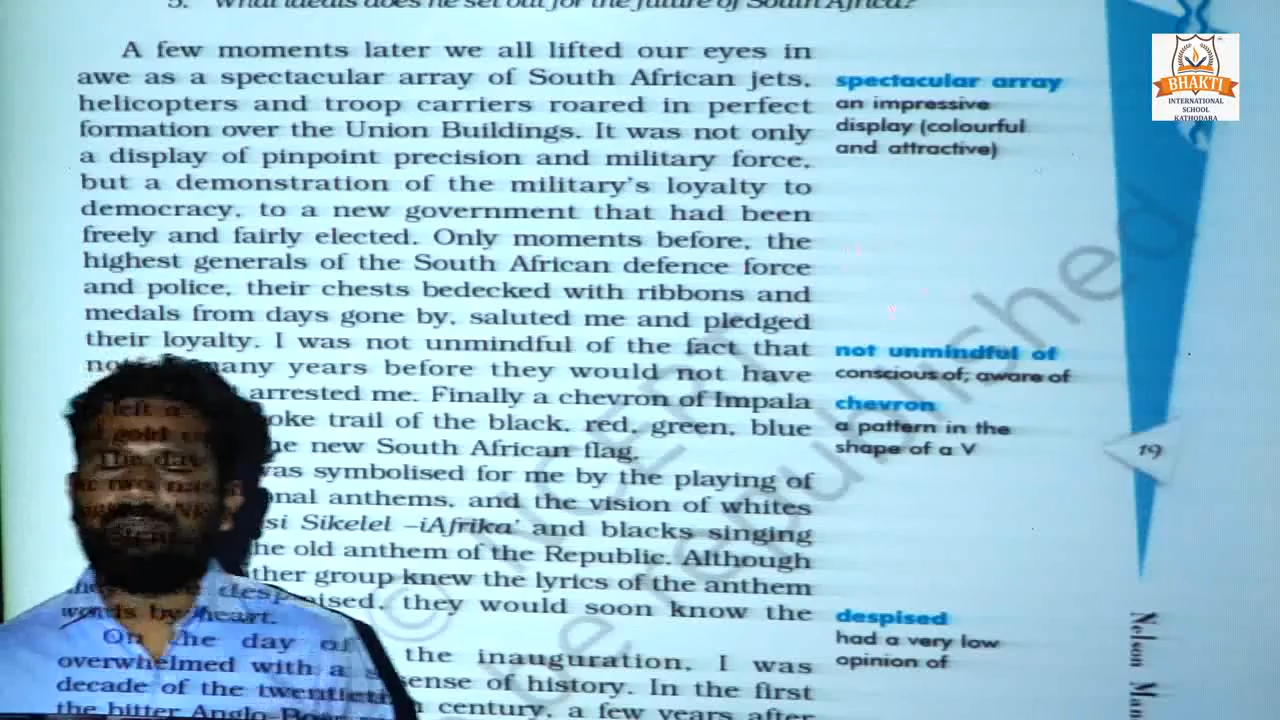 5. What ideals does he set out for the future of South Africa?
A few moments later we all lifted our eyes in
awe as a spectacular array of South African jets,
helicopters and troop carriers roared in perfect
formation over the Union Buildings. It was not only
a display of pinpoint precision and military force,
but a demonstration of the military's loyalty to
democracy, to a new government that had been
freely and fairly elected. Only moments before, the
highest generals of the South African defence force
and police, their chests bedecked with ribbons and
medals from days gone by, saluted me and pledged
their loyalty. I was not unmindful of the fact that
many years before they would not have
arrested me. Finally a chevron of Impala
left a oke trail of the black, red, green, blue
gold new South African flag.
The day was symbolised for me by the playing of
onal anthems, and the vision of whites
si Sikelel –iAfrika' and blacks singing
he old anthem of the Republic. Although
ther group knew the lyrics of the anthem
despised, they would soon know the
words by heart.
On the day of the inauguration, I was
overwhelmed with a sense of history. In the first
decade of the twentieth century, a few years after
the bitter Anglo-Boer
spectacular array
an impressive
display (colourful
and attractive)
not unmindful of
conscious of; aware of
chevron
a pattern in the
shape of a V
despised
had a very low
opinion of
BHAKTI
INTERNATIONAL
SCHOOL
KATHODARA
19
Nelson Man
© NCERT
be republished